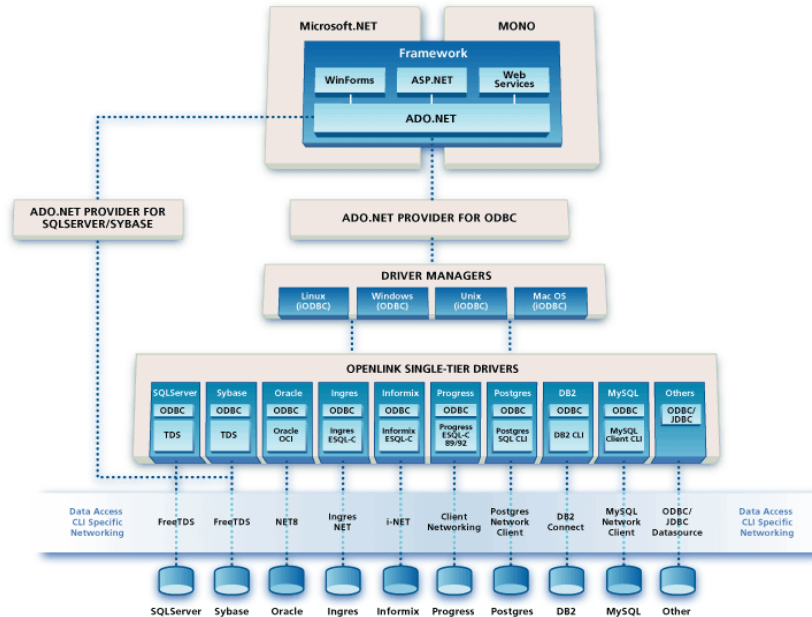 Microsoft.NET
MONO
Framework
WinForms
ASP.NET
Web
Services
ADO.NET
ADO.NET PROVIDER FOR
SQLSERVER/SYBASE
ADO.NET PROVIDER FOR ODBC
DRIVER MANAGERS
Linux
(iODBC)
Windows
(ODBC)
Unix
(iODBC)
Mac OS
(iODBC)
OPENLINK SINGLE-TIER DRIVERS
SQLServer
ODBC
TDS
Sybase
ODBC
TDS
Oracle
ODBC
Oracle
OCI
Ingres
ODBC
Ingres
ESQL-C
Informix
ODBC
Informix
ESQL-C
Progress
ODBC
Progress
ESQL-C
89/92
Postgres
ODBC
Postgres
SQL CLI
DB2
ODBC
DB2 CLI
MySQL
ODBC
MySQL
Client CLI
Others
ODBC/
JDBC
Data Access
CLI Specific
Networking
FreeTDS
FreeTDS
NET8
Ingres
NET
i-NET
Client
Networking
Postgres
Network
Client
DB2
Connect
MySQL
Network
Client
ODBC/
JDBC
Datasource
Data Access
CLI Specific
Networking
SQLServer
Sybase
Oracle
Ingres
Informix
Progress
Postgres
DB2
MySQL
Other